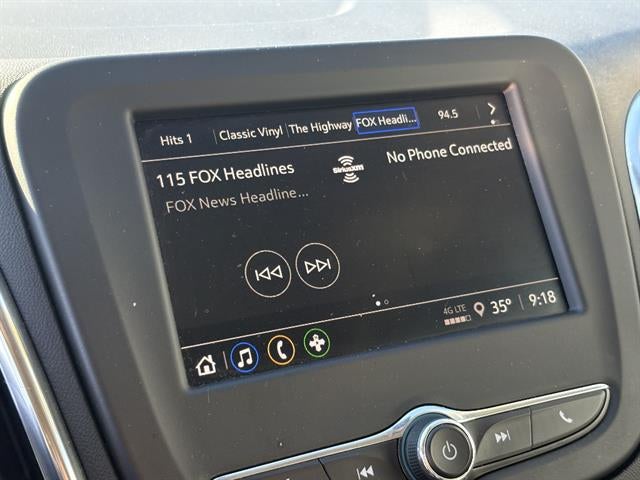 Hits 1 Classic Vinyl The Highway FOX Headli... 94.5
115 FOX Headlines SiriusXM No Phone Connected
FOX News Headline...
4G LTE 35° 9:18